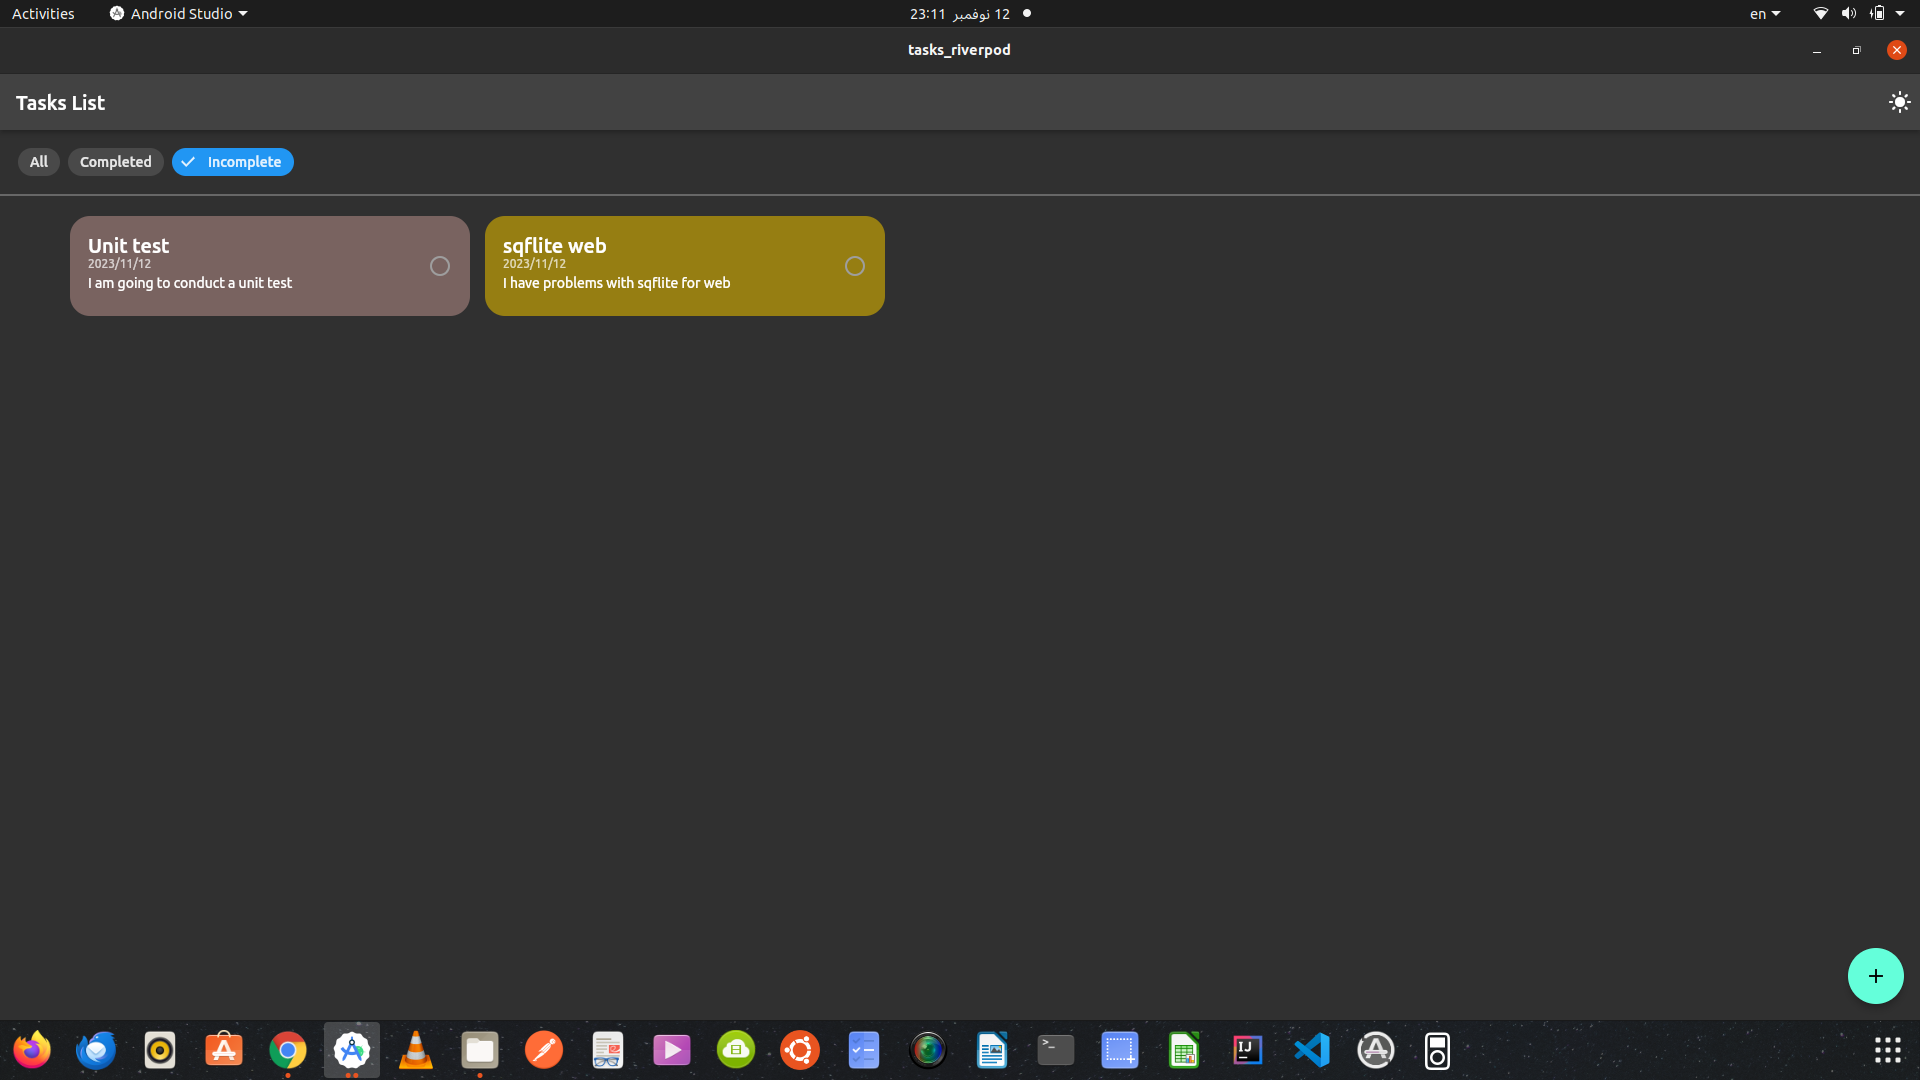 Activities
Android Studio
12 نوفمبر 23:11
en
tasks_riverpod
Tasks List
All
Completed
Incomplete
Unit test
2023/11/12
I am going to conduct a unit test
sqflite web
2023/11/12
I have problems with sqflite for web